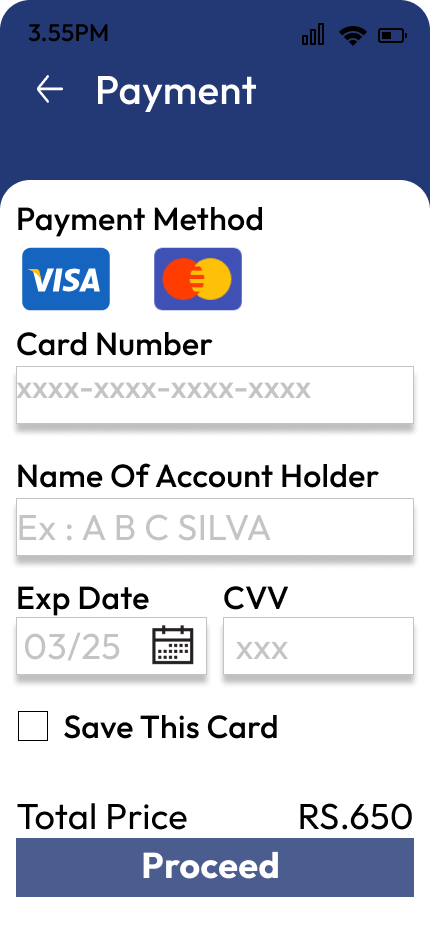 3.55PM
Payment
Payment Method
VISA
Card Number
xxxx-xxxx-xxxx-xxxx
Name Of Account Holder
Ex : A B C SILVA
Exp Date CVV
03/25 xxx
Save This Card
Total Price RS.650
Proceed